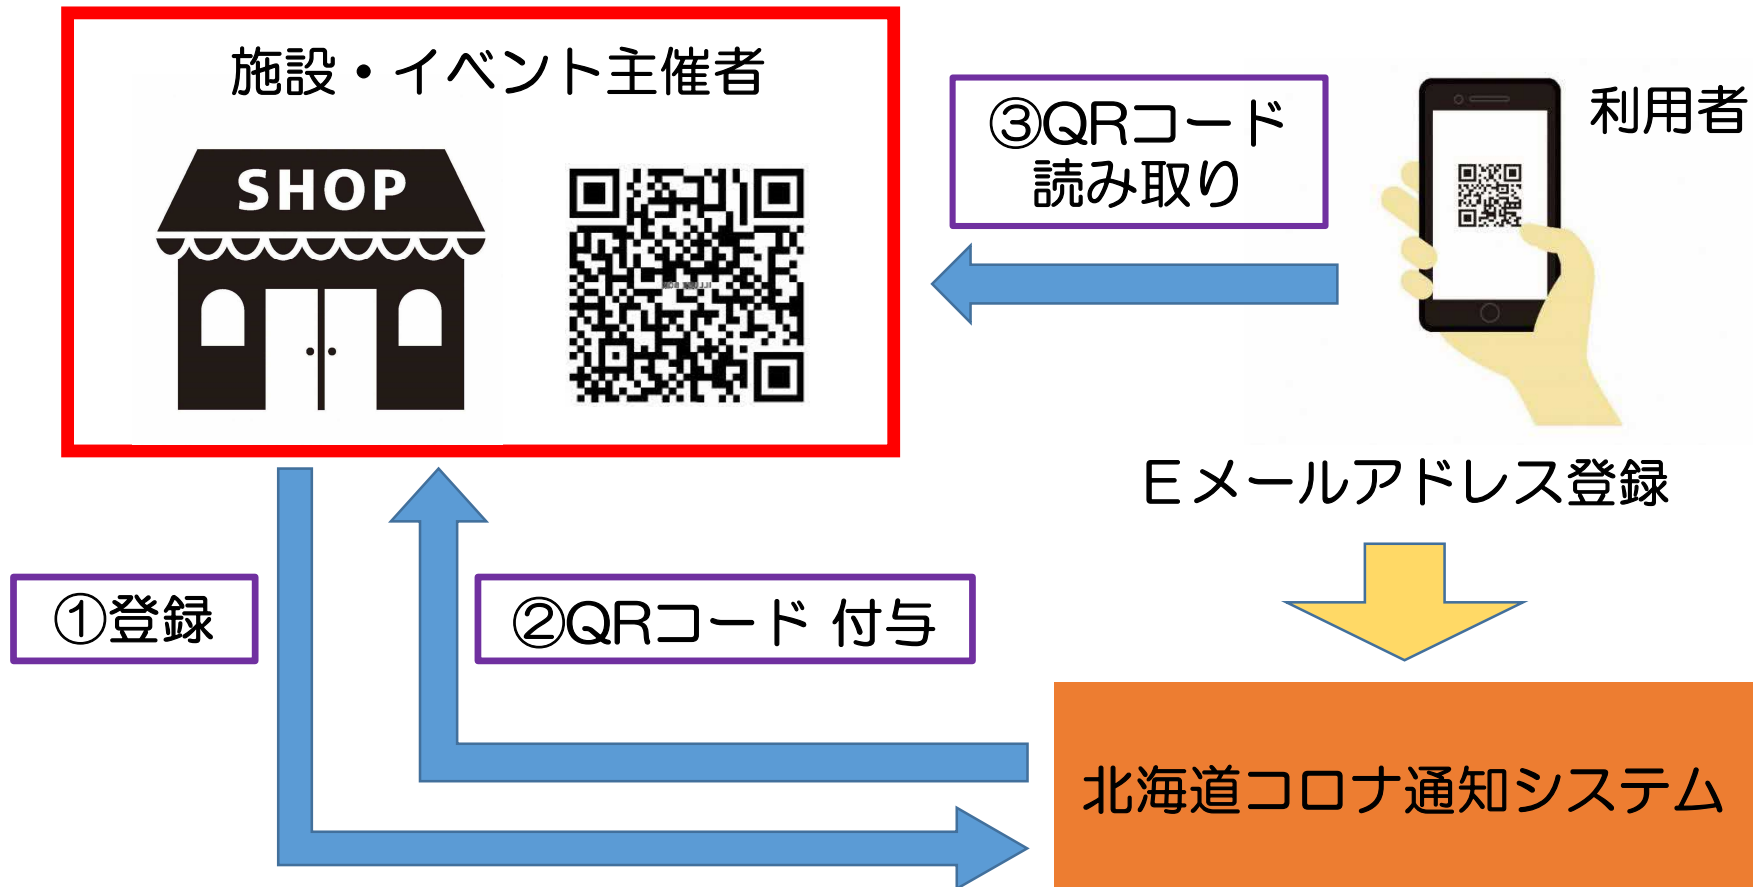 施設・イベント主催者
SHOP
③QRコード
読み取り
利用者
Eメールアドレス登録
①登録
②QRコード 付与
北海道コロナ通知システム